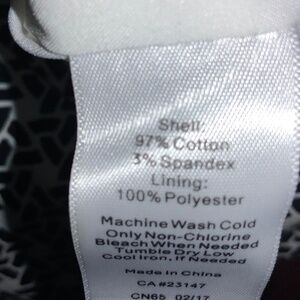 Shell:
97% Cotton
3% Spandex
Lining:
100% Polyester
Machine Wash Cold
Only Non-Chlorine
Bleach When Needed
Tumble Dry Low
Cool Iron, If Needed
Made In China
CA#23147
CN65 02/17